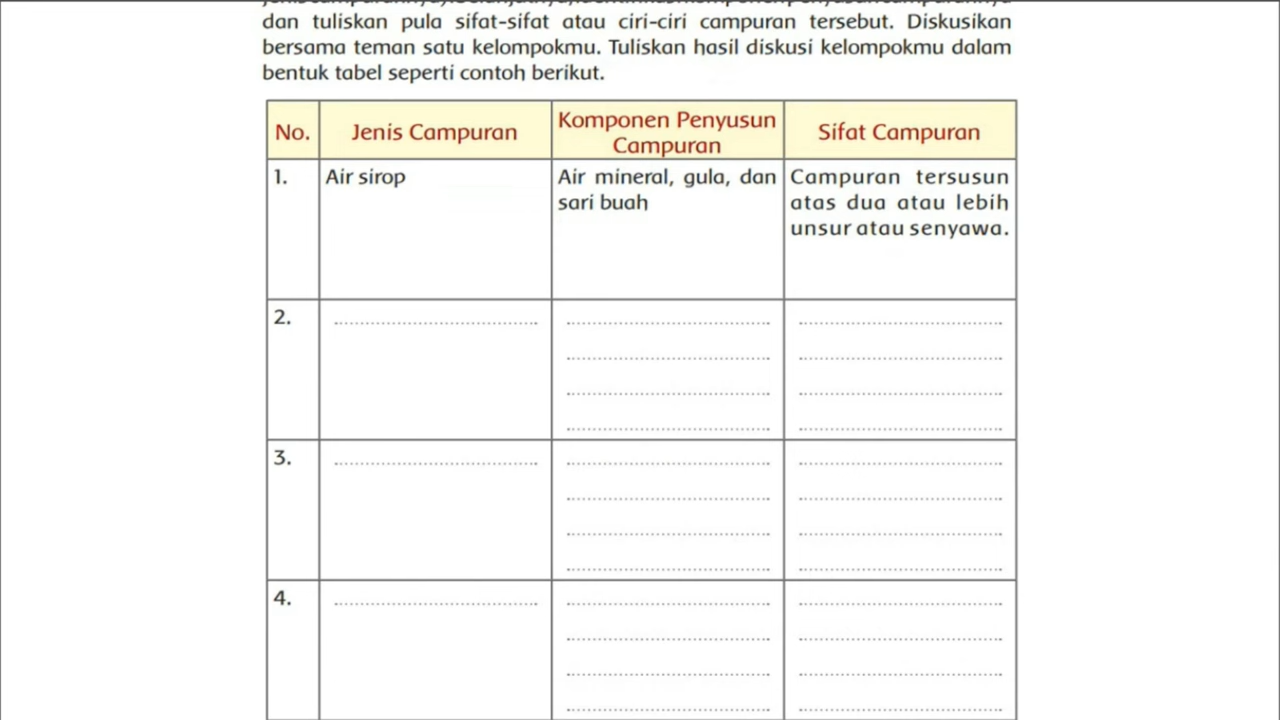 dan tuliskan pula sifat-sifat atau ciri-ciri campuran tersebut. Diskusikan
bersama teman satu kelompokmu. Tuliskan hasil diskusi kelompokmu dalam
bentuk tabel seperti contoh berikut.
No.
Jenis Campuran
Komponen Penyusun
Campuran
Sifat Campuran
1.
Air sirop
Air mineral, gula, dan
sari buah
Campuran tersusun
atas dua atau lebih
unsur atau senyawa.
2.
3.
4.